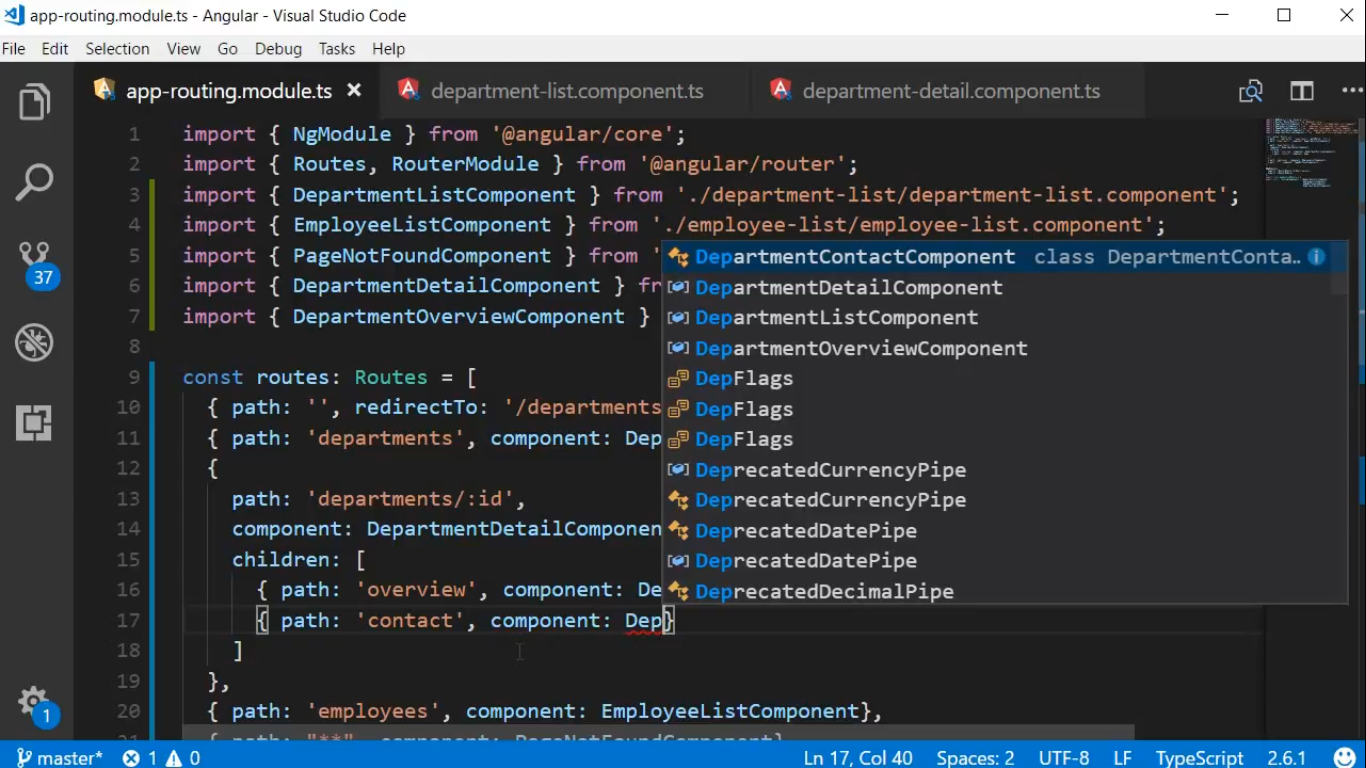 app-routing.module.ts - Angular - Visual Studio Code
File Edit Selection View Go Debug Tasks Help
app-routing.module.ts department-list.component.ts department-detail.component.ts
1 import { NgModule } from '@angular/core';
2 import { Routes, RouterModule } from '@angular/router';
3 import { DepartmentListComponent } from './department-list/department-list.component';
4 import { EmployeeListComponent } from './employee-list/employee-list.component';
5 import { PageNotFoundComponent } from '
6 import { DepartmentDetailComponent } fr
7 import { DepartmentOverviewComponent }
8
9 const routes: Routes = [
10 { path: '', redirectTo: '/departments
11 { path: 'departments', component: Dep
12 {
13 path: 'departments/:id',
14 component: DepartmentDetailComponen
15 children: [
16 { path: 'overview', component: De
17 { path: 'contact', component: Dep}
18 ]
19 },
20 { path: 'employees', component: EmployeeListComponent},
21 { path: "**", component: PageNotFoundComponent}
DepartmentContactComponent class DepartmentConta..
DepartmentDetailComponent
DepartmentListComponent
DepartmentOverviewComponent
DepFlags
DepFlags
DepFlags
DeprecatedCurrencyPipe
DeprecatedCurrencyPipe
DeprecatedDatePipe
DeprecatedDatePipe
DeprecatedDecimalPipe
37
1
master* 1 0 Ln 17, Col 40 Spaces: 2 UTF-8 LF TypeScript 2.6.1